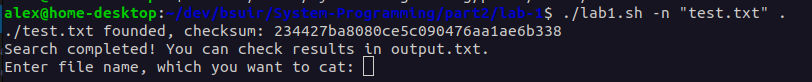 alex@home-desktop:~/dev/bsuir/System-Programming/part2/lab-1$ ./lab1.sh -n "test.txt" .
./test.txt founded, checksum: 234427ba8080ce5c090476aa1ae6b338
Search completed! You can check results in output.txt.
Enter file name, which you want to cat: